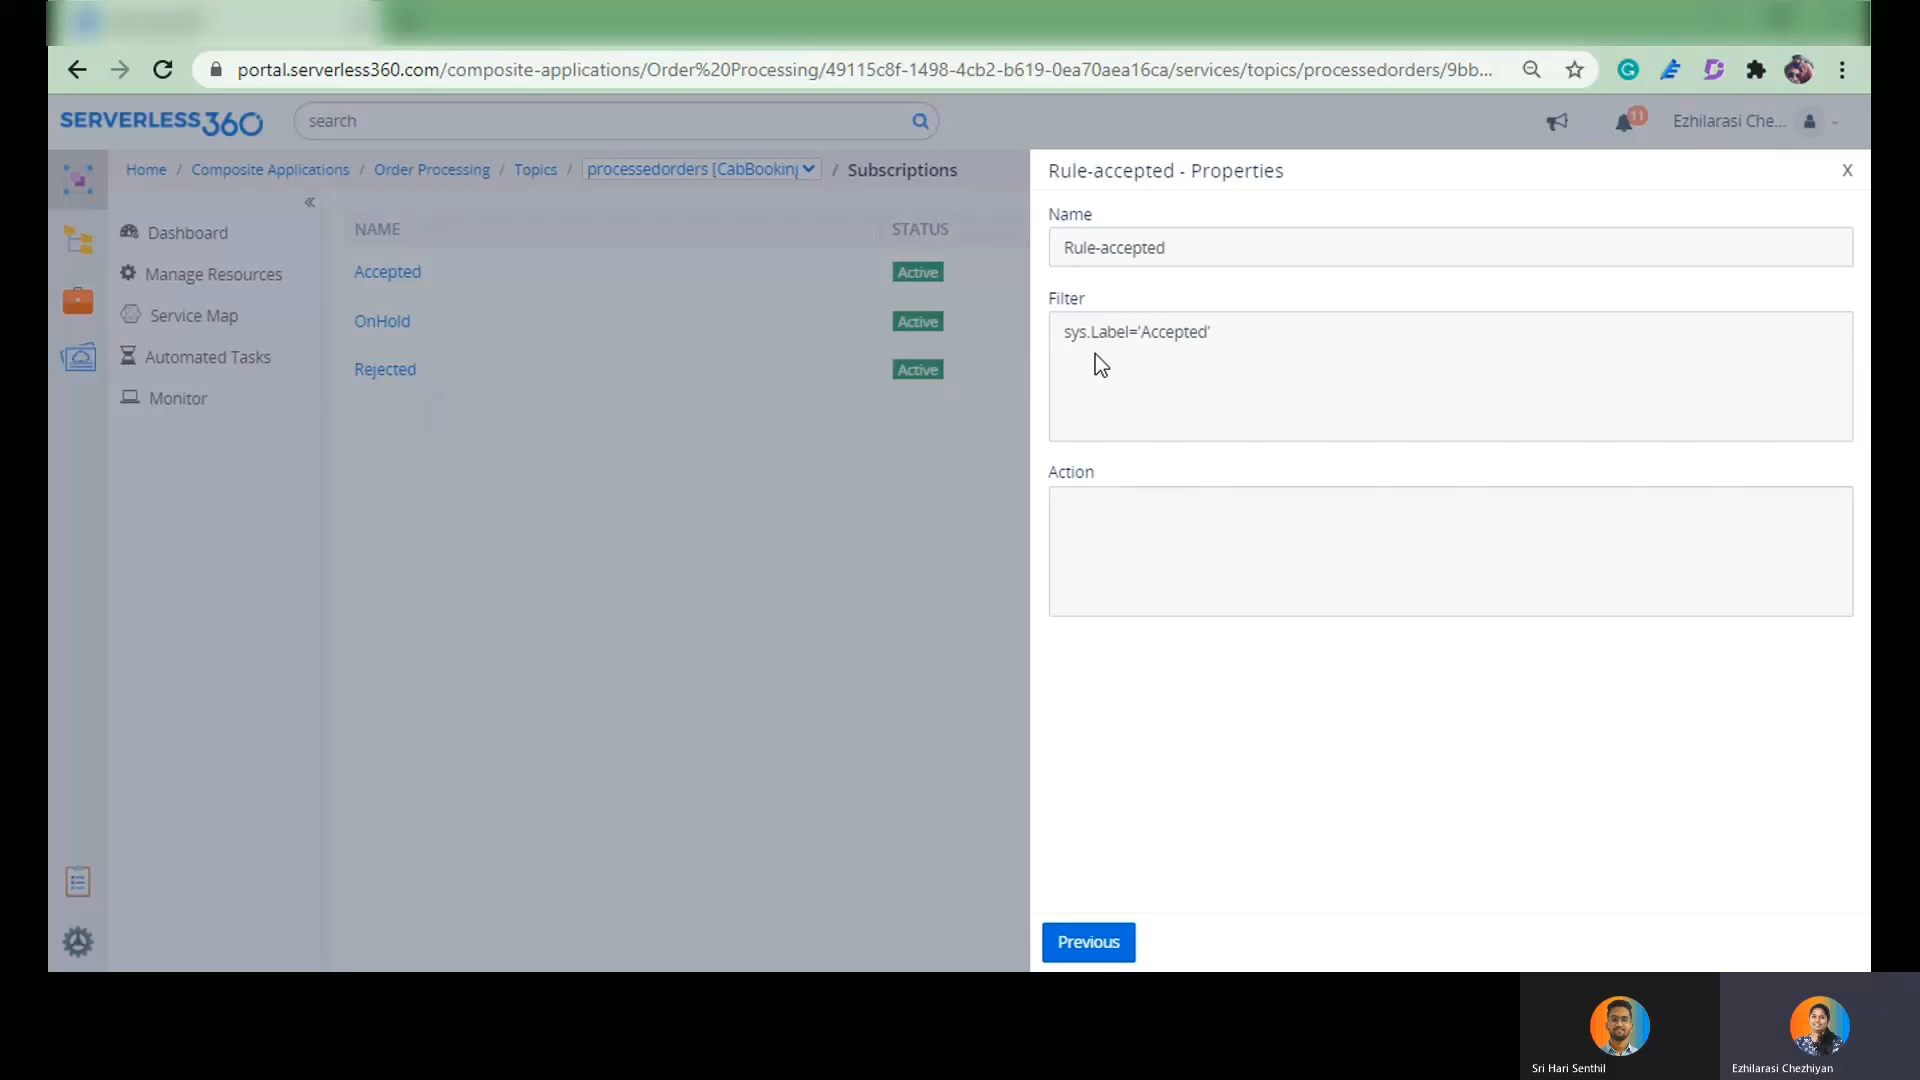 portal.serverless360.com/composite-applications/Order%20Processing/49115c8f-1498-4cb2-b619-0ea70aea16ca/services/topics/processedorders/9bb...
SERVERLESS360
search
11
Ezhilarasi Che...
Home / Composite Applications / Order Processing / Topics / processedorders [CabBooking / Subscriptions
«
Dashboard
Manage Resources
Service Map
Automated Tasks
Monitor
NAME STATUS
Accepted Active
OnHold Active
Rejected Active
Rule-accepted - Properties X
Name
Rule-accepted
Filter
sys.Label='Accepted'
Action
Previous
Sri Hari Senthil
Ezhilarasi Chezhiyan